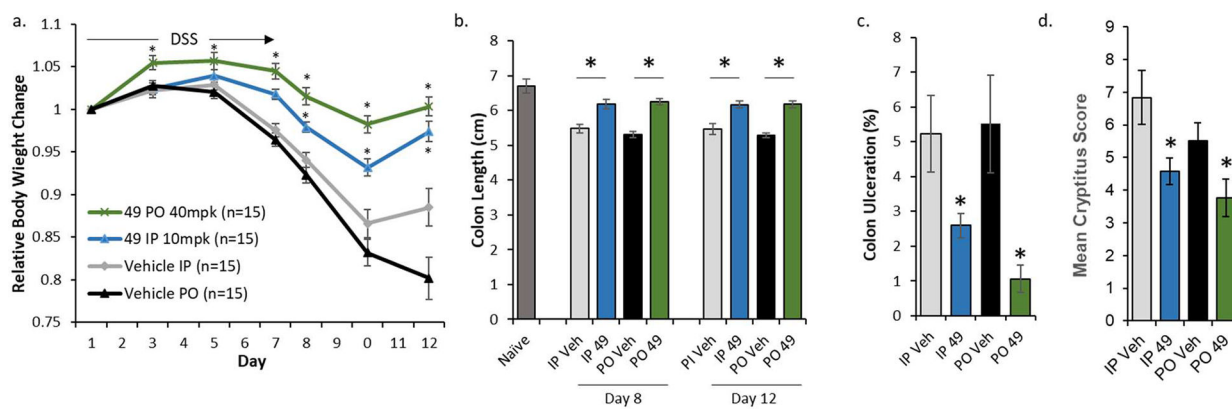 a.
1.1
1.05
1
0.95
0.9
0.85
0.8
0.75
Relative Body Wieght Change
DSS
* * * * * *
* * *
49 PO 40mpk (n=15)
49 IP 10mpk (n=15)
Vehicle IP (n=15)
Vehicle PO (n=15)
1 2 3 4 5 6 7 8 9 0 11 12
Day
b.
8
7
6
5
4
3
2
1
0
Colon Length (cm)
* * * *
Naïve
IP Veh
IP 49
PO Veh
PO 49
PI Veh
IP 49
PO Veh
PO 49
Day 8
Day 12
c.
8
7
6
5
4
3
2
1
0
Colon Ulceration (%)
*
*
IP Veh
IP 49
PO Veh
PO 49
d.
9
8
7
6
5
4
3
2
1
0
Mean Cryptitus Score
*
*
IP Veh
IP 49
PO Veh
PO 49